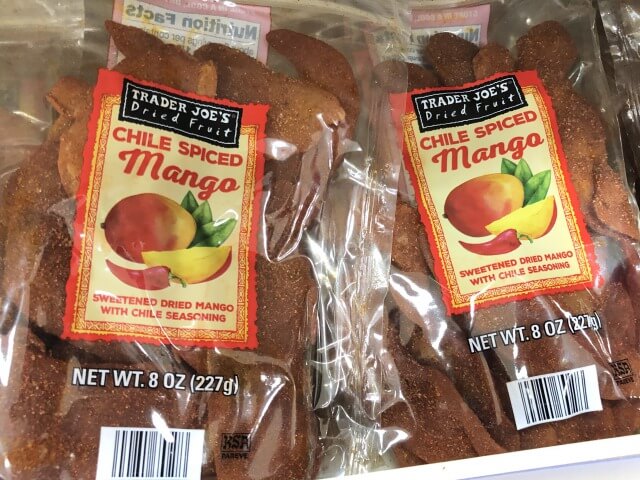 Nutrition Facts
TRADER JOE'S
Dried Fruit
CHILE SPICED
Mango
SWEETENED DRIED MANGO
WITH CHILE SEASONING
NET WT. 8 OZ (227g)
KSA
PAREVE
TRADER JOE'S
Dried Fruit
CHILE SPICED
Mango
SWEETENED DRIED MANGO
WITH CHILE SEASONING
NET WT. 8 OZ (227g)